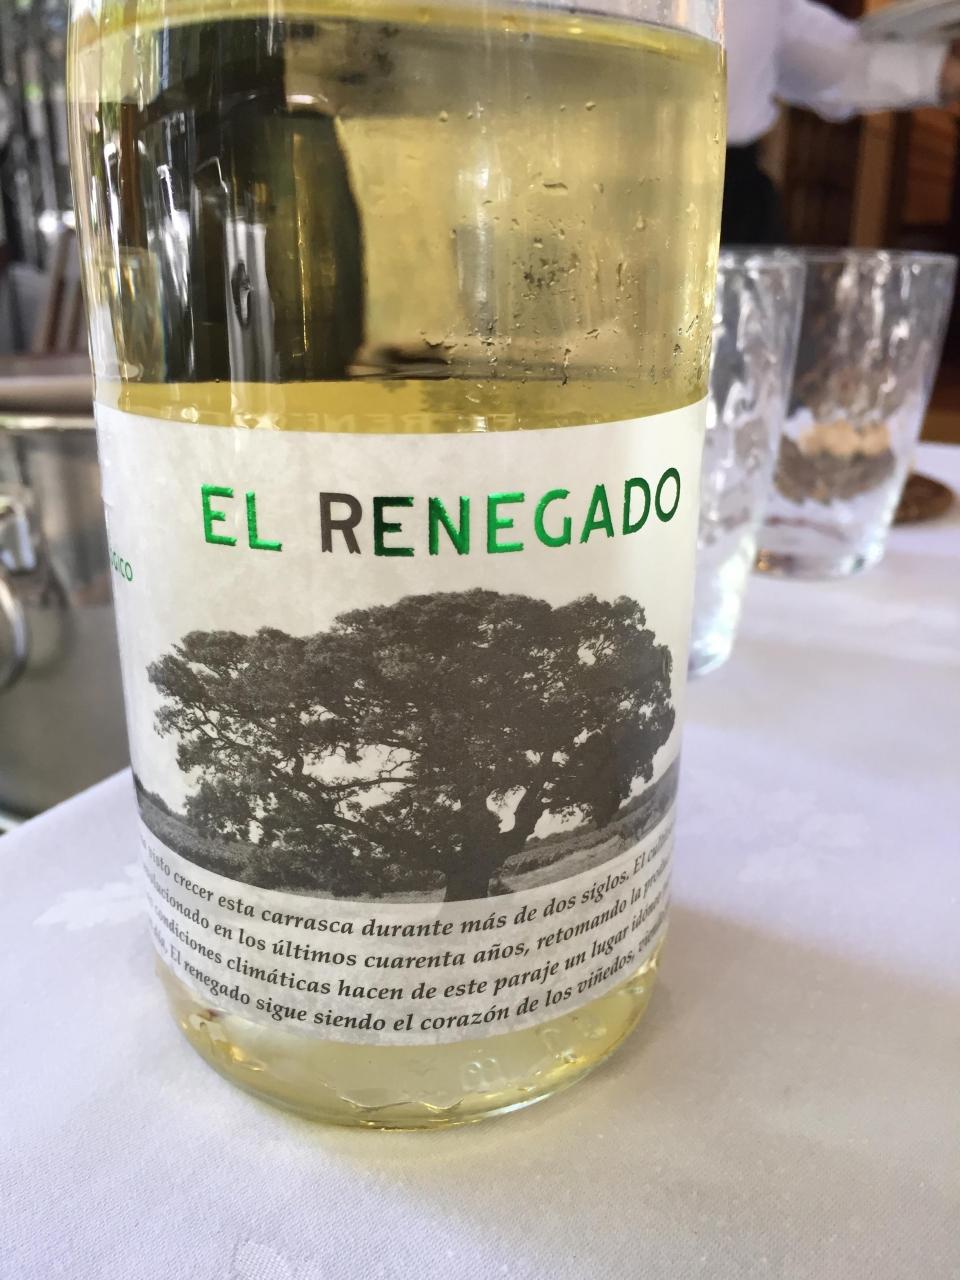 EL RENEGADO
visto crecer esta carrasca durante más de dos siglos. El
en los últimos cuarenta años, retomando la
condiciones climáticas hacen de este paraje un lugar
El renegado sigue siendo el corazón de los viñedos,